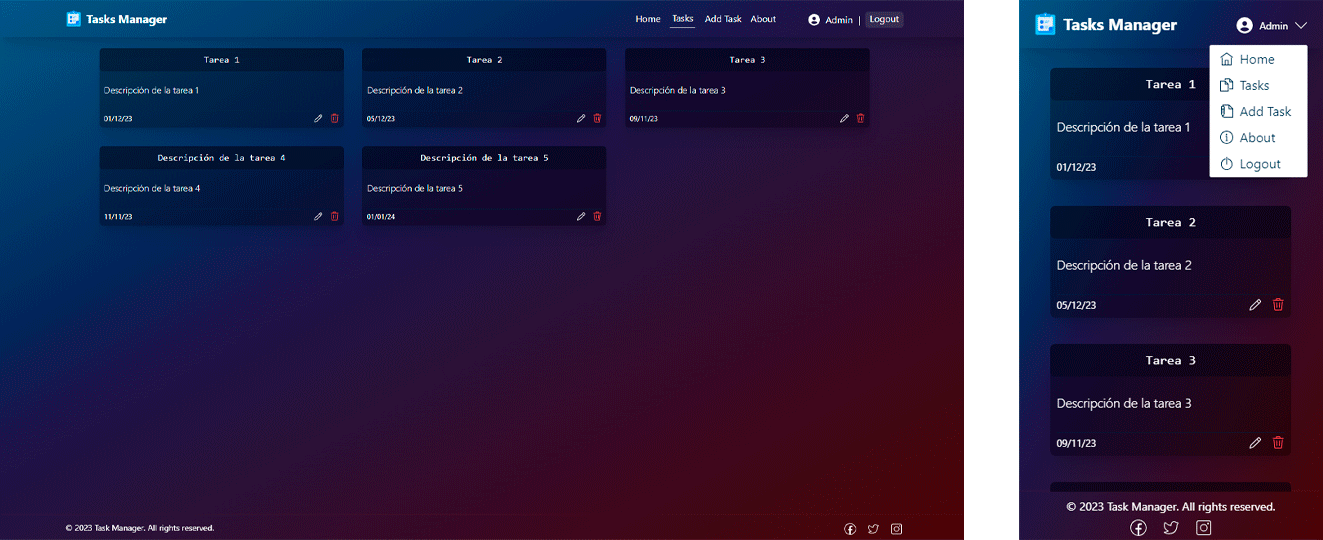 Tasks Manager
Home Tasks Add Task About Admin | Logout
Tarea 1
Descripción de la tarea 1
01/12/23
Tarea 2
Descripción de la tarea 2
05/12/23
Tarea 3
Descripción de la tarea 3
09/11/23
Descripción de la tarea 4
Descripción de la tarea 4
11/11/23
Descripción de la tarea 5
Descripción de la tarea 5
01/01/24
© 2023 Task Manager. All rights reserved.
Tasks Manager
Admin
Home
Tasks
Add Task
About
Logout
Tarea 1
Descripción de la tarea 1
01/12/23
Tarea 2
Descripción de la tarea 2
05/12/23
Tarea 3
Descripción de la tarea 3
09/11/23
© 2023 Task Manager. All rights reserved.